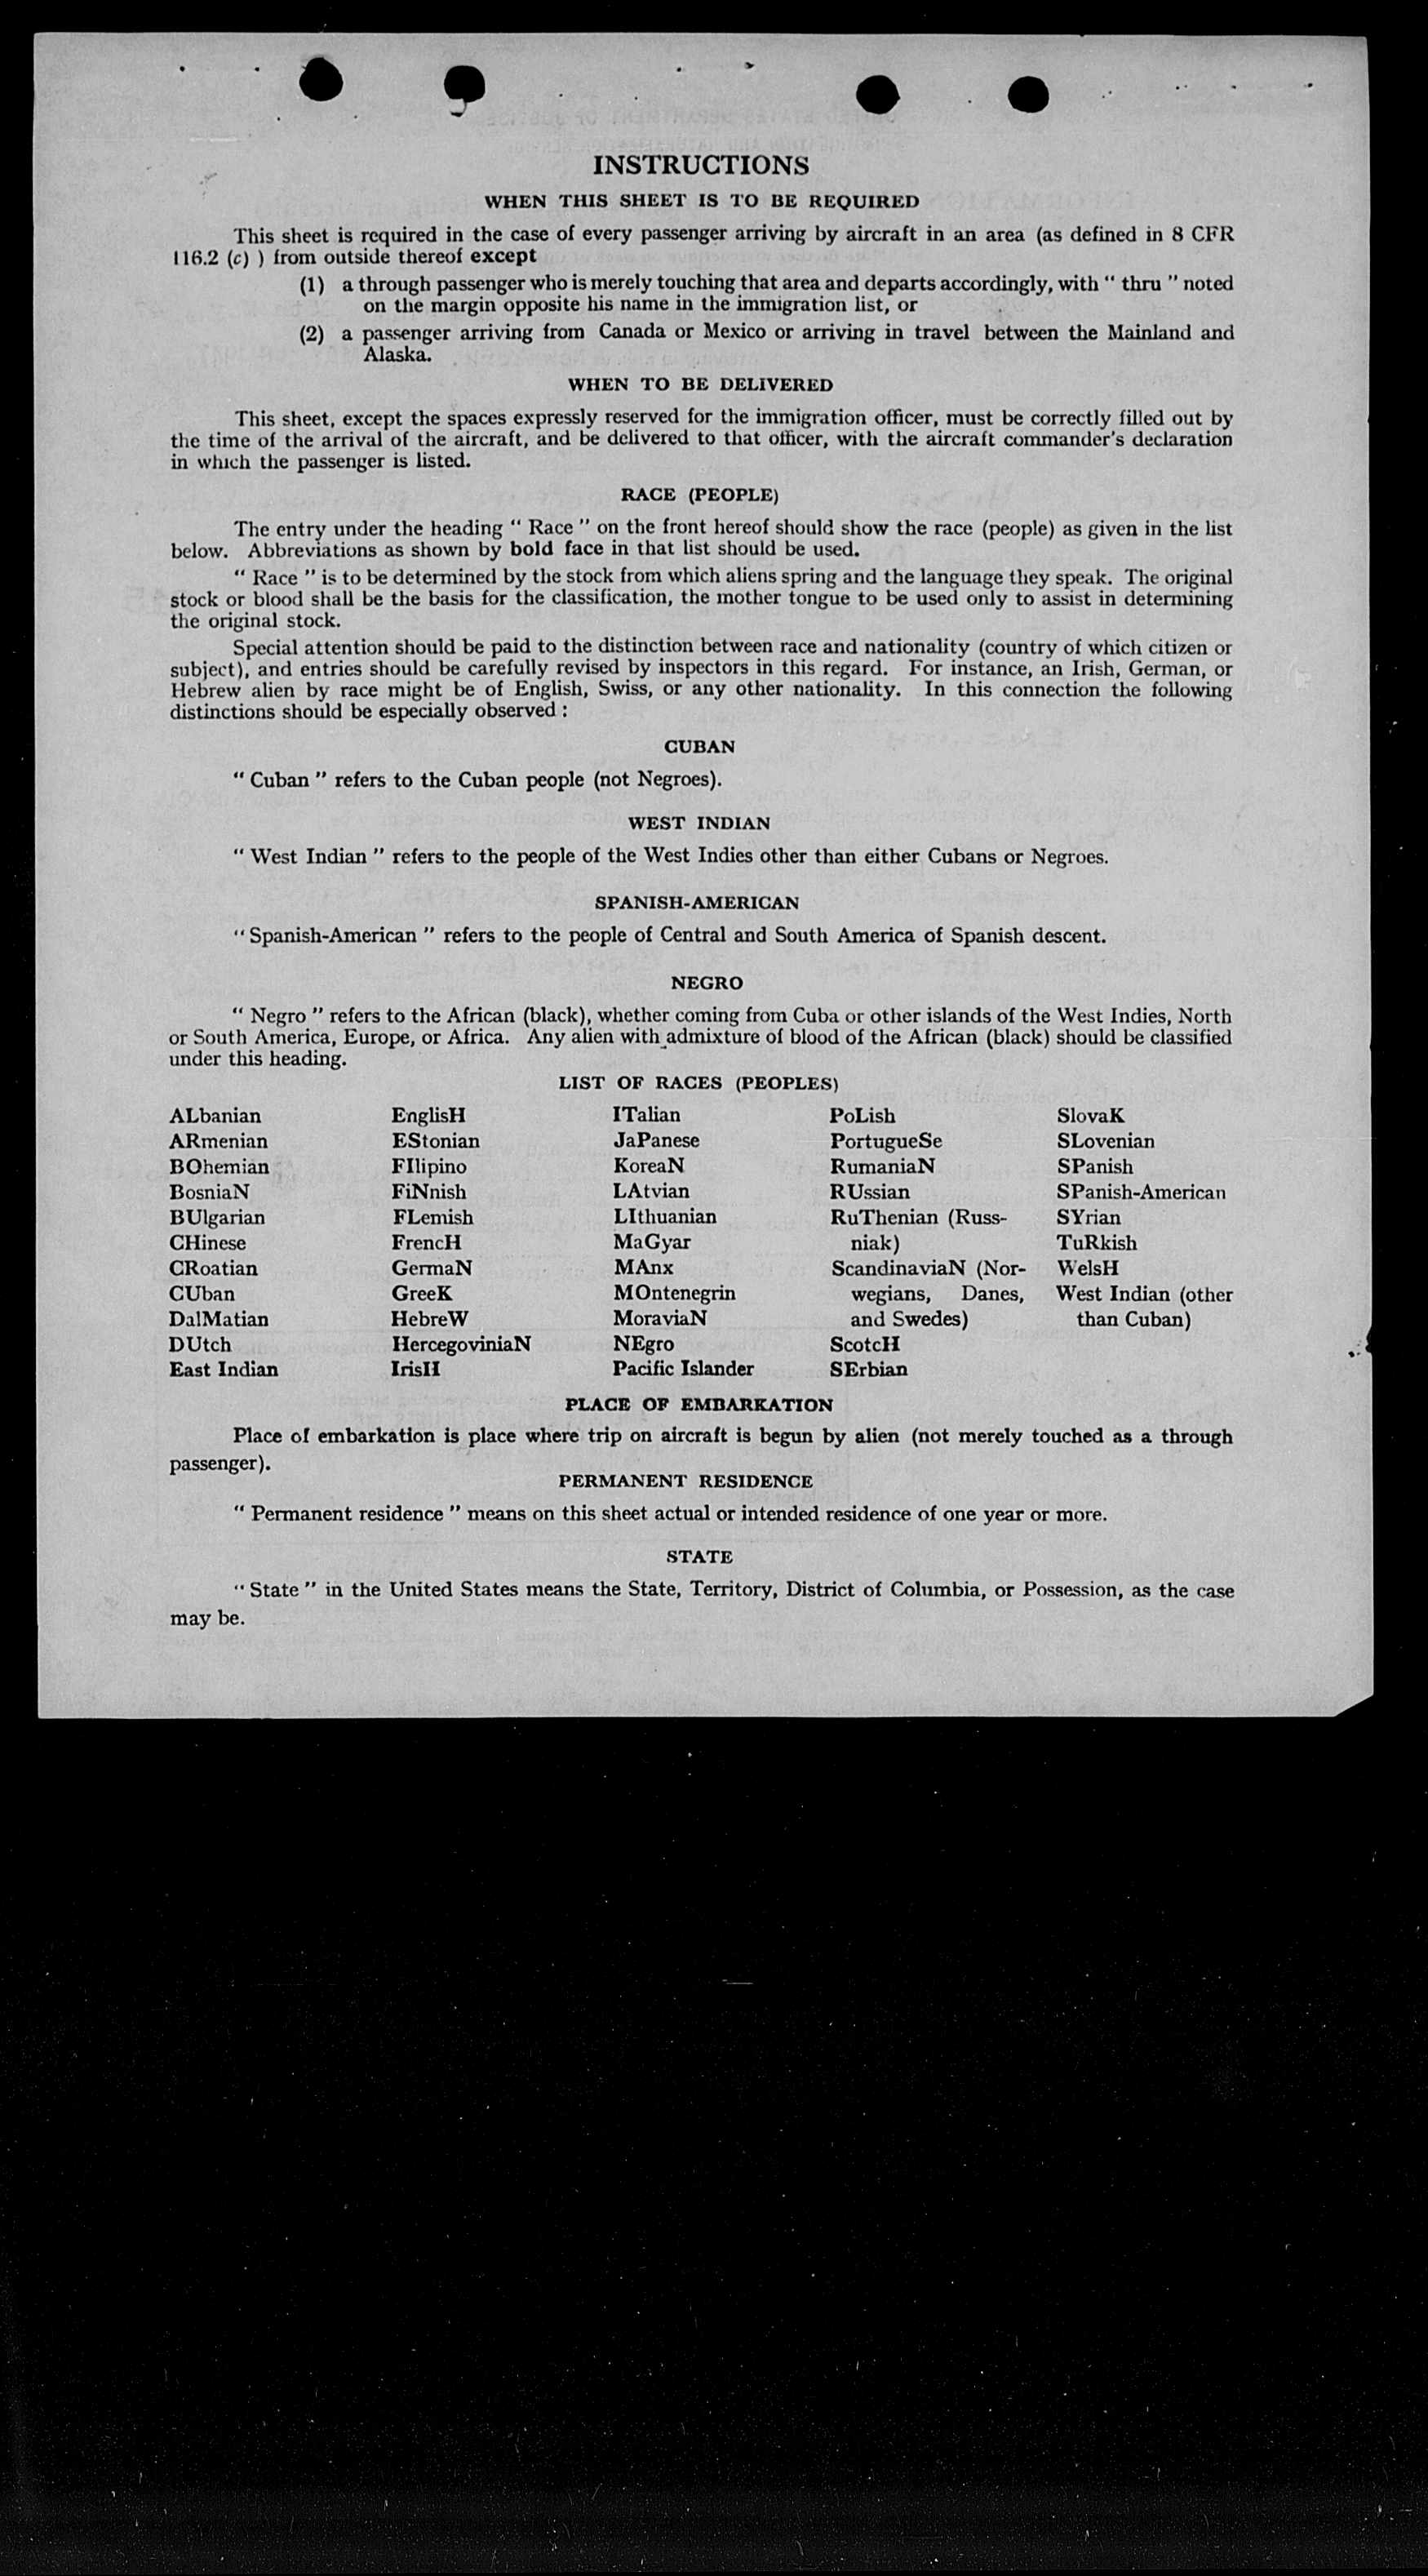 INSTRUCTIONS
WHEN THIS SHEET IS TO BE REQUIRED
This sheet is required in the case of every passenger arriving by aircraft in an area (as defined in 8 CFR
116.2 (c) ) from outside thereof except
(1) a through passenger who is merely touching that area and departs accordingly, with " thru " noted
on the margin opposite his name in the immigration list, or
(2) a passenger arriving from Canada or Mexico or arriving in travel between the Mainland and
Alaska.
WHEN TO BE DELIVERED
This sheet, except the spaces expressly reserved for the immigration officer, must be correctly filled out by
the time of the arrival of the aircraft, and be delivered to that officer, with the aircraft commander's declaration
in which the passenger is listed.
RACE (PEOPLE)
The entry under the heading " Race " on the front hereof should show the race (people) as given in the list
below. Abbreviations as shown by bold face in that list should be used.
" Race " is to be determined by the stock from which aliens spring and the language they speak. The original
stock or blood shall be the basis for the classification, the mother tongue to be used only to assist in determining
the original stock.
Special attention should be paid to the distinction between race and nationality (country of which citizen or
subject), and entries should be carefully revised by inspectors in this regard. For instance, an Irish, German, or
Hebrew alien by race might be of English, Swiss, or any other nationality. In this connection the following
distinctions should be especially observed :
CUBAN
" Cuban " refers to the Cuban people (not Negroes).
WEST INDIAN
" West Indian " refers to the people of the West Indies other than either Cubans or Negroes.
SPANISH-AMERICAN
" Spanish-American " refers to the people of Central and South America of Spanish descent.
NEGRO
" Negro " refers to the African (black), whether coming from Cuba or other islands of the West Indies, North
or South America, Europe, or Africa. Any alien with admixture of blood of the African (black) should be classified
under this heading.
LIST OF RACES (PEOPLES)
ALbanian
ARmenian
BOhemian
BosniaN
BUlgarian
CHinese
CRoatian
CUban
DalMatian
DUtch
East Indian
EnglisH
EStonian
FIlipino
FiNnish
FLemish
FrencH
GermaN
GreeK
HebreW
HercegoviniaN
IrisH
ITalian
JaPanese
KoreaN
LAtvian
LIthuanian
MaGyar
MAnx
MOntenegrin
MoraviaN
NEgro
Pacific Islander
PoLish
PortugueSe
RumaniaN
RUssian
RuThenian (Russ-
niak)
ScandinaviaN (Nor-
wegians, Danes,
and Swedes)
ScotcH
SErbian
SlovaK
SLovenian
SPanish
SPanish-American
SYrian
TuRkish
WelsH
West Indian (other
than Cuban)
PLACE OF EMBARKATION
Place of embarkation is place where trip on aircraft is begun by alien (not merely touched as a through
passenger).
PERMANENT RESIDENCE
" Permanent residence " means on this sheet actual or intended residence of one year or more.
STATE
" State " in the United States means the State, Territory, District of Columbia, or Possession, as the case
may be.